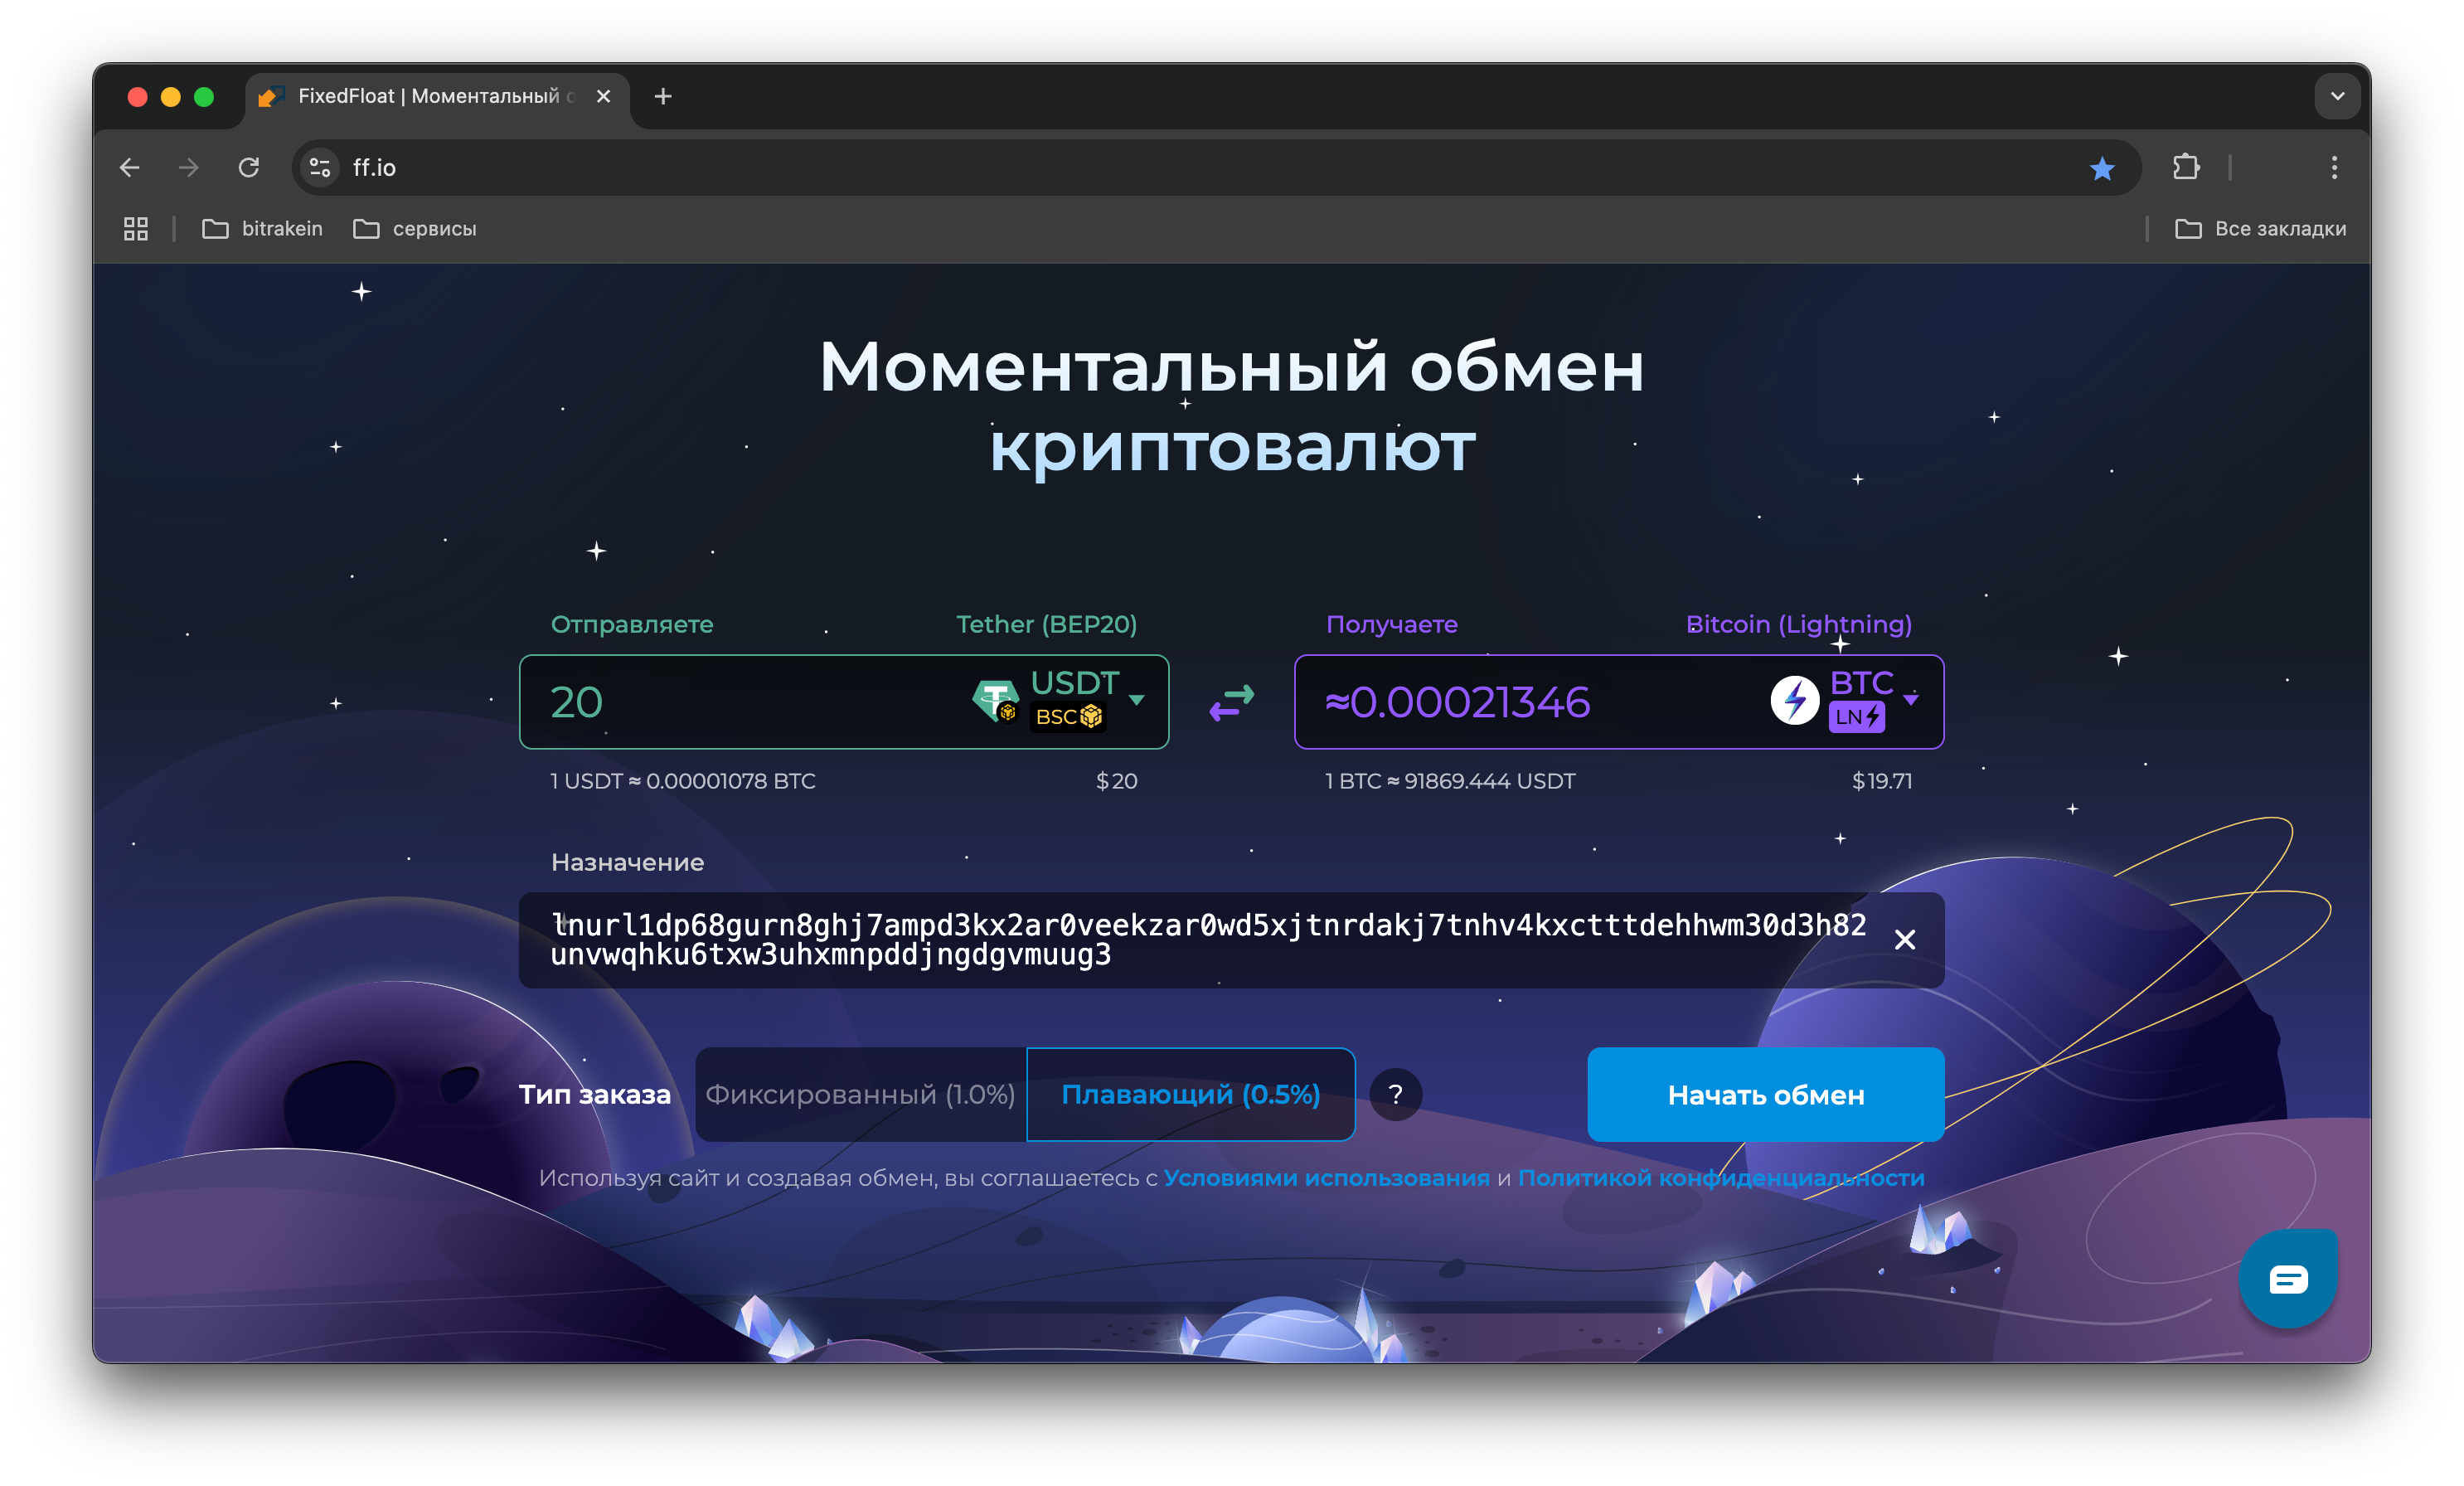 FixedFloat | Моментальный о
ff.io
bitrakein
сервисы
Все закладки
Моментальный обмен
криптовалют
Отправляете
Tether (BEP20)
Получаете
Bitcoin (Lightning)
20
USDT
BSC
≈0.00021346
BTC
LN
1 USDT ≈ 0.00001078 BTC
$20
1 BTC ≈ 91869.444 USDT
$19.71
Назначение
lnurl1dp68gurn8ghj7ampd3kx2ar0veekzar0wd5xjtnrdakj7tnhv4kxctttdehhwm30d3h82
unvwqhku6txw3uhxmnpddjngdgvmuug3
Тип заказа
Фиксированный (1.0%)
Плавающий (0.5%)
?
Начать обмен
Используя сайт и создавая обмен, вы соглашаетесь с Условиями использования и Политикой конфиденциальности